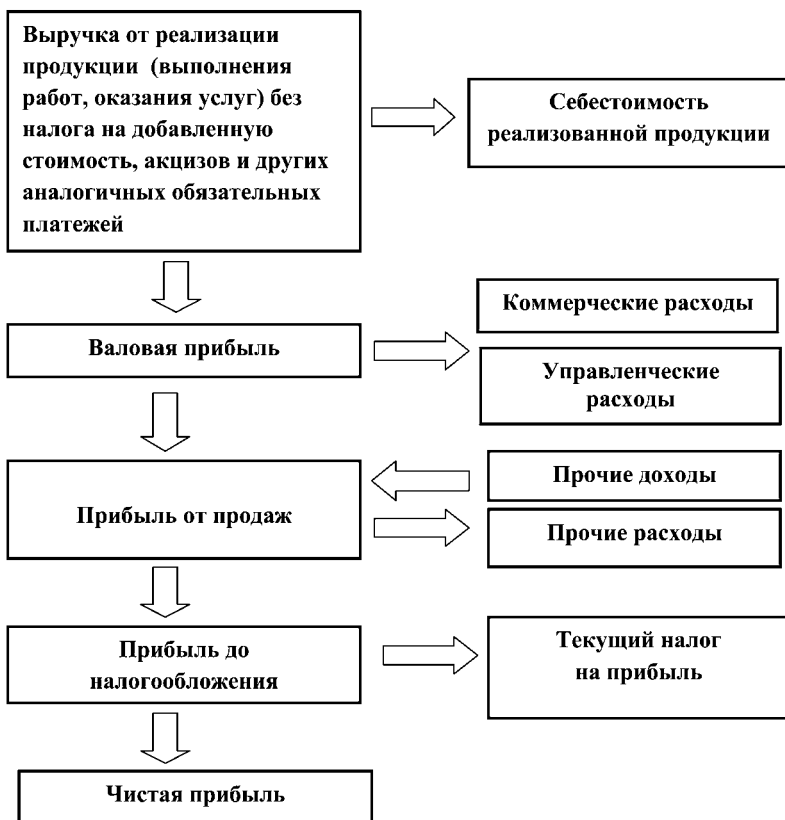 Выручка от реализации
продукции (выполнения
работ, оказания услуг) без
налога на добавленную
стоимость, акцизов и других
аналогичных обязательных
платежей
Себестоимость
реализованной продукции
Валовая прибыль
Коммерческие расходы
Управленческие
расходы
Прибыль от продаж
Прочие доходы
Прочие расходы
Прибыль до
налогообложения
Текущий налог
на прибыль
Чистая прибыль